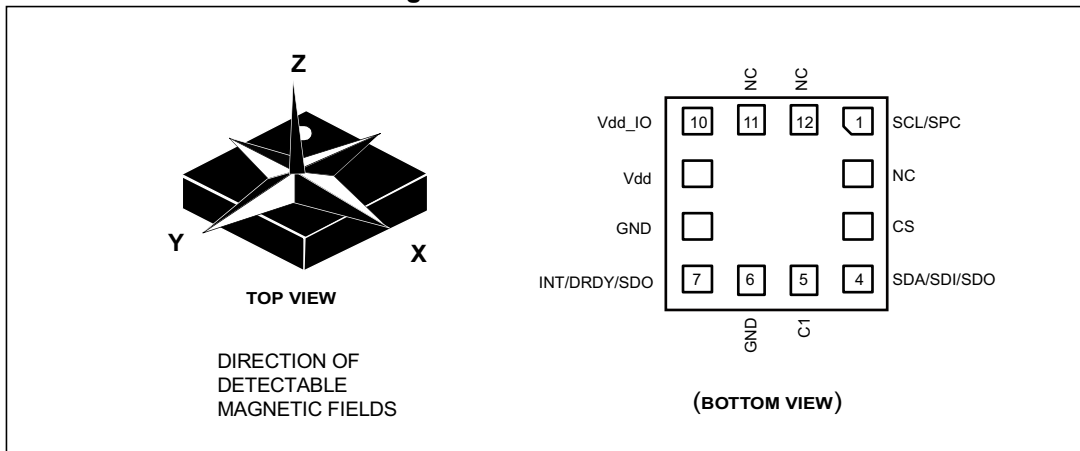 Z
Y
X
TOP VIEW
DIRECTION OF
DETECTABLE
MAGNETIC FIELDS
NC NC
Vdd_IO 10 11 12 1 SCL/SPC
Vdd NC
GND CS
INT/DRDY/SDO 7 6 5 4 SDA/SDI/SDO
GND C1
(BOTTOM VIEW)